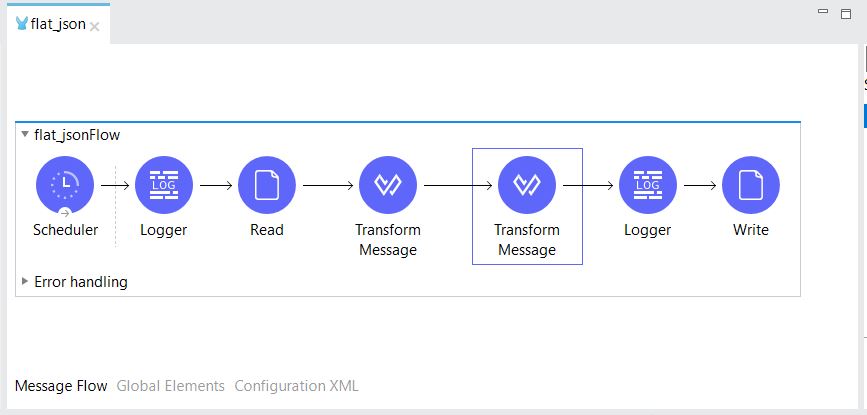 flat_json
flat_jsonFlow
LOG
LOG
Scheduler
Logger
Read
Transform
Message
Transform
Message
Logger
Write
Error handling
Message Flow Global Elements Configuration XML